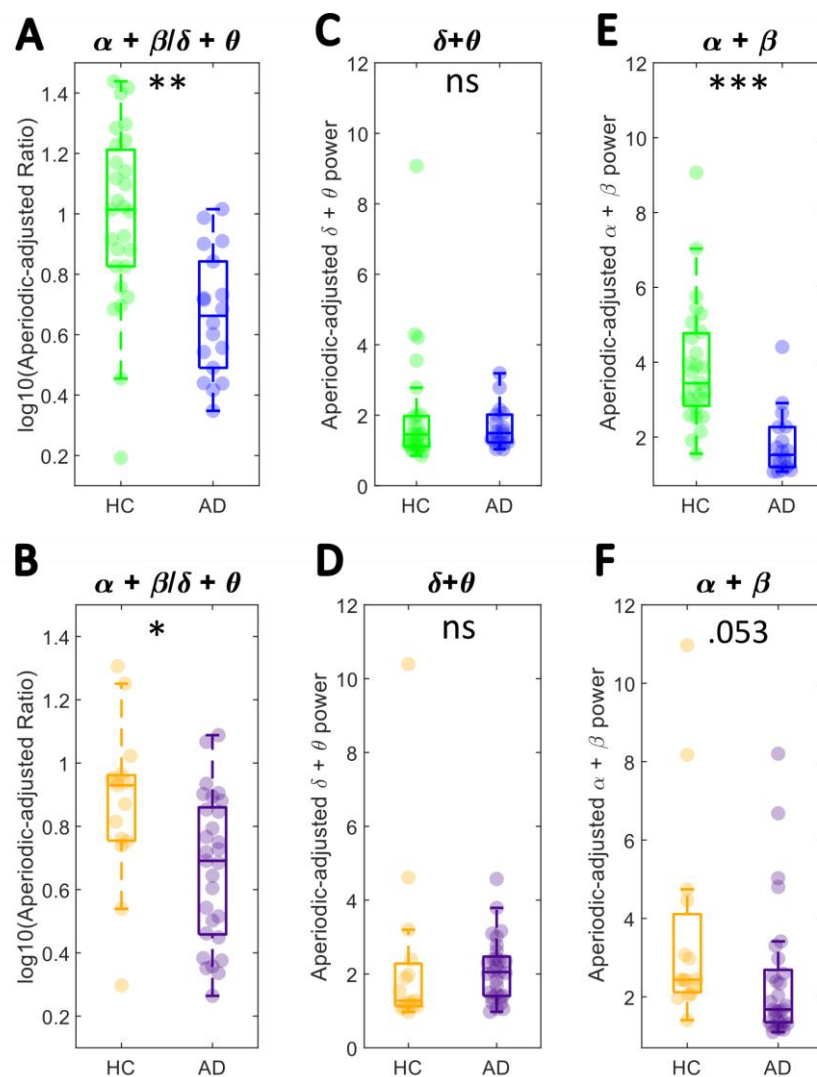 A
α + β/δ + θ
**
log10(Aperiodic-adjusted Ratio)
1.4
1.2
1
0.8
0.6
0.4
0.2
HC
AD
C
δ+θ
ns
Aperiodic-adjusted δ + θ power
12
10
8
6
4
2
0
HC
AD
E
α + β
***
Aperiodic-adjusted α + β power
12
10
8
6
4
2
HC
AD
B
α + β/δ + θ
*
log10(Aperiodic-adjusted Ratio)
1.4
1.2
1
0.8
0.6
0.4
0.2
HC
AD
D
δ+θ
ns
Aperiodic-adjusted δ + θ power
12
10
8
6
4
2
0
HC
AD
F
α + β
.053
Aperiodic-adjusted α + β power
12
10
8
6
4
2
HC
AD